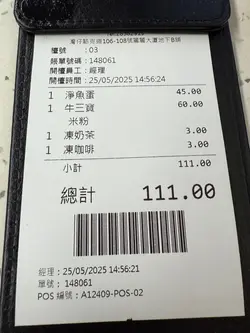 灣仔駱克道106-108號麗麗大廈地下B舖
檯號 : 03
賬單號碼 : 148061
開檯員工 : 經理
開檯時間 : 25/05/2025 14:56:24
1 淨魚蛋 45.00
1 牛三寶 60.00
米粉
1 凍奶茶 3.00
1 凍咖啡 3.00
小計 111.00
總計 111.00
經理 : 25/05/2025 14:56:21
單號 : 148061
POS 編號 : A12409-POS-02